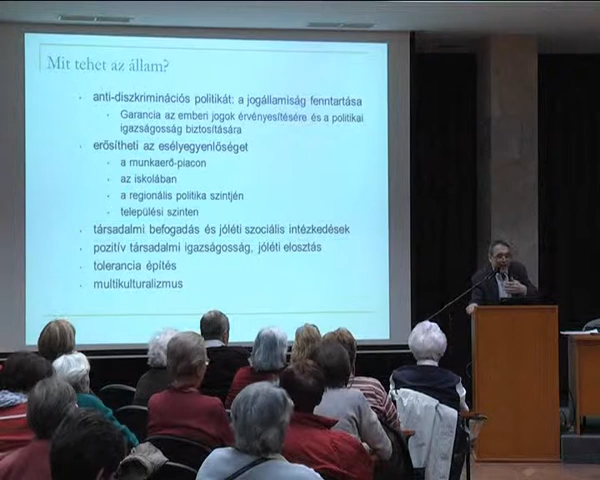 Mit tehet az állam?
anti-diszkriminációs politikát: a jogállamiság fenntartása
Garancia az emberi jogok érvényesítésére és a politikai
igazságosság biztosítására
erősítheti az esélyegyenlőséget
a munkaerő-piacon
az iskolában
a regionális politika szintjén
települési szinten
társadalmi befogadás és jóléti szociális intézkedések
pozitív társadalmi igazságosság, jóléti elosztás
tolerancia építés
multikulturalizmus